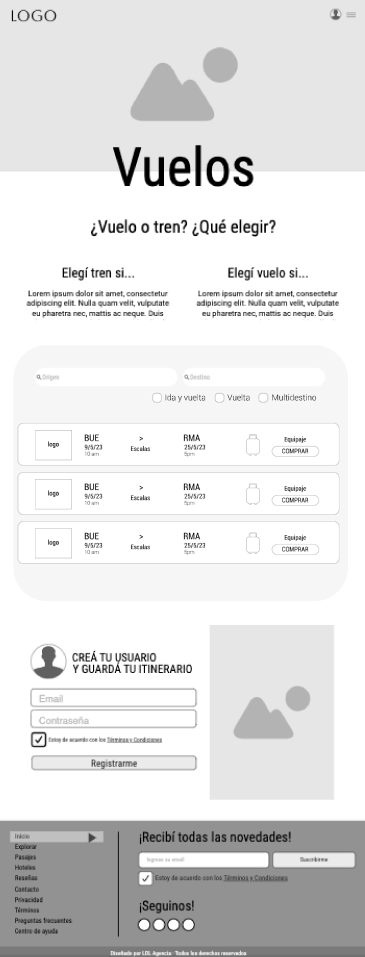 LOGO
Vuelos
¿Vuelo o tren? ¿Qué elegir?
Elegí tren si...
Lorem ipsum dolor sit amet, consectetur
adipiscing elit. Nulla quam velit, vulputate
eu pharetra nec, mattis ac neque. Duis
Elegí vuelo si...
Lorem ipsum dolor sit amet, consectetur
adipiscing elit. Nulla quam velit, vulputate
eu pharetra nec, mattis ac neque. Duis
Origen
Destino
Ida y vuelta
Vuelta
Multidestino
logo
BUE
9/5/23
10 am
>
Escalas
RMA
25/5/23
5pm
Equipaje
COMPRAR
logo
BUE
9/5/23
10 am
>
Escalas
RMA
25/5/23
5pm
Equipaje
COMPRAR
logo
BUE
9/5/23
10 am
>
Escalas
RMA
25/5/23
5pm
Equipaje
COMPRAR
CREÁ TU USUARIO
Y GUARDÁ TU ITINERARIO
Email
Contraseña
Estoy de acuerdo con los Términos y Condiciones
Registrarme
Inicio
Explorar
Pasajes
Hoteles
Reseñas
Contacto
Privacidad
Términos
Preguntas frecuentes
Centro de ayuda
¡Recibí todas las novedades!
Ingrese su email
Suscribirme
Estoy de acuerdo con los Términos y Condiciones
¡Seguinos!
Diseñado por LDL Agencia · Todos los derechos reservados